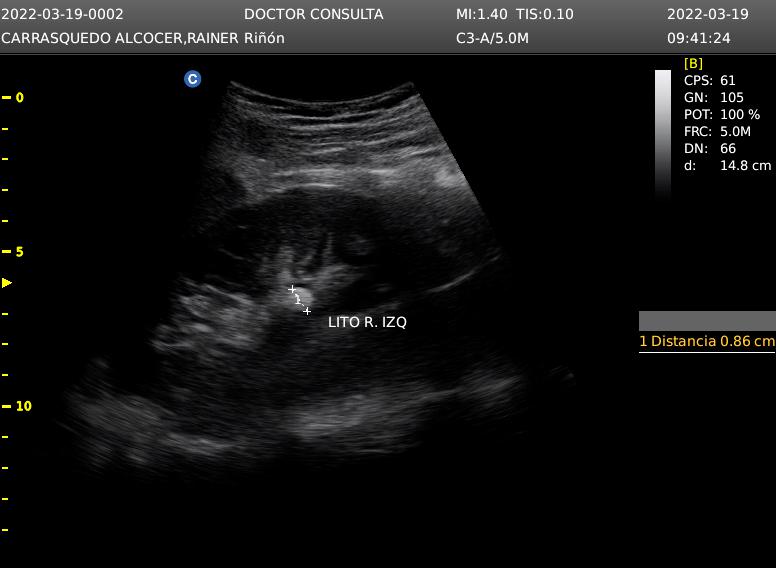 2022-03-19-0002 DOCTOR CONSULTA MI:1.40 TIS:0.10 2022-03-19
CARRASQUEDO ALCOCER,RAINER Riñón C3-A/5.0M 09:41:24
C
[B]
CPS: 61
GN: 105
POT: 100 %
FRC: 5.0M
DN: 66
d: 14.8 cm
0
5
1
LITO R. IZQ
1 Distancia 0.86 cm
10